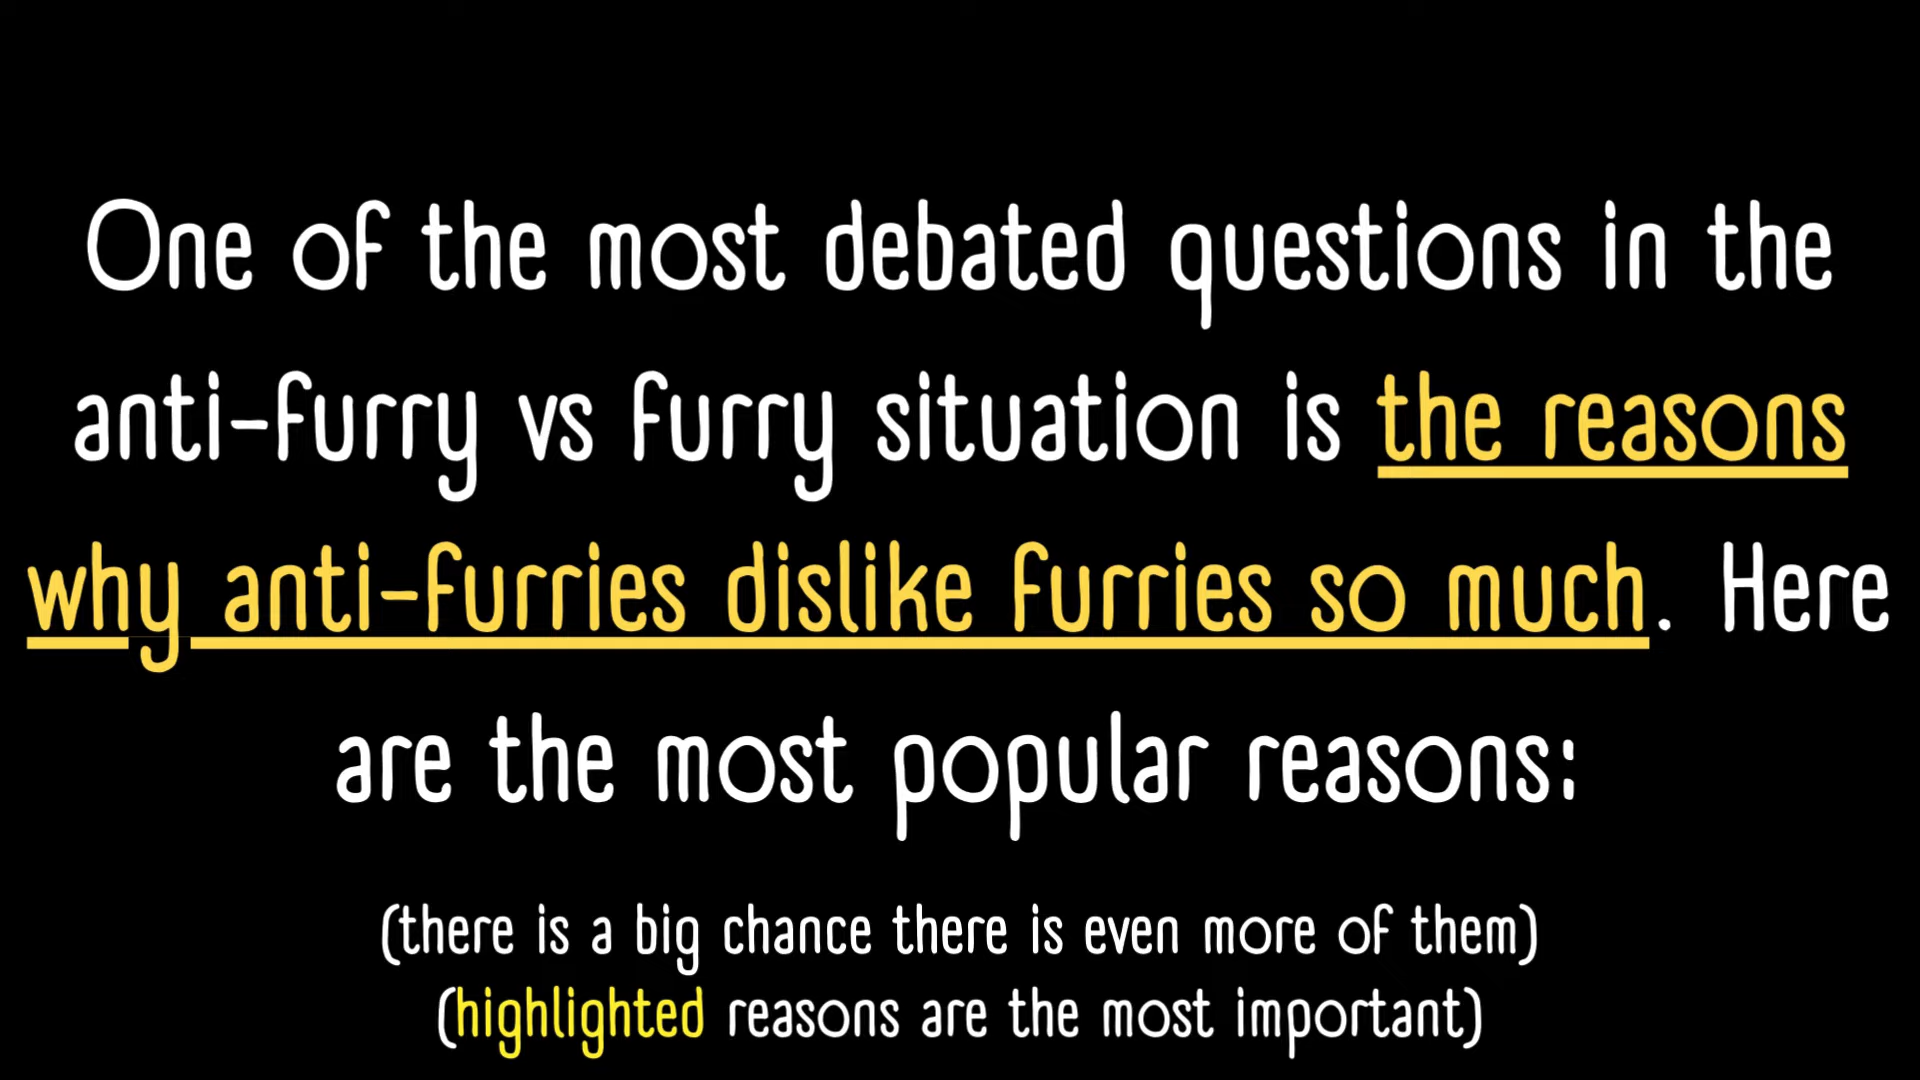 One of the most debated questions in the
anti-furry vs furry situation is the reasons
why anti-furries dislike furries so much. Here
are the most popular reasons:
(there is a big chance there is even more of them)
(highlighted reasons are the most important)